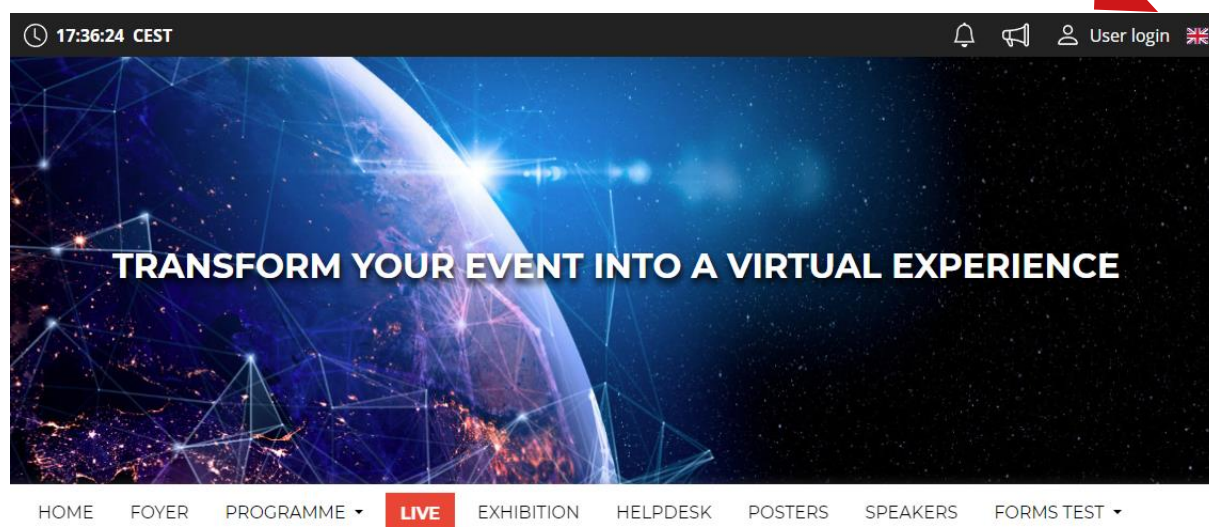 17:36:24 CEST User login
TRANSFORM YOUR EVENT INTO A VIRTUAL EXPERIENCE
HOME FOYER PROGRAMME LIVE EXHIBITION HELPDESK POSTERS SPEAKERS FORMS TEST